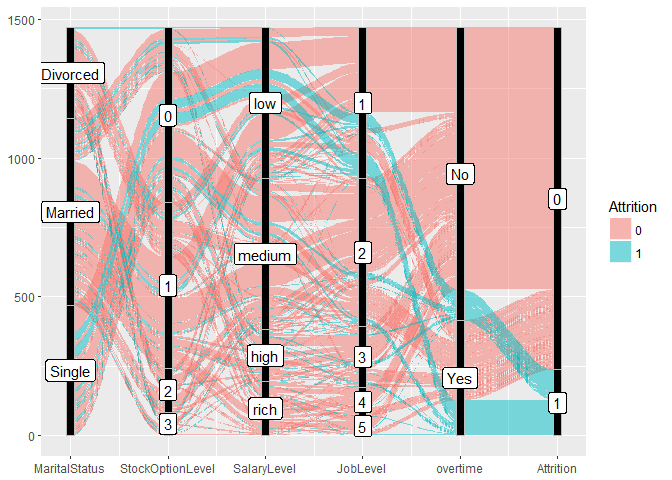 1500
1000
500
0
Divorced
Married
Single
0
1
2
3
low
medium
high
rich
1
2
3
4
5
No
Yes
0
1
MaritalStatus
StockOptionLevel
SalaryLevel
JobLevel
overtime
Attrition
Attrition
0
1